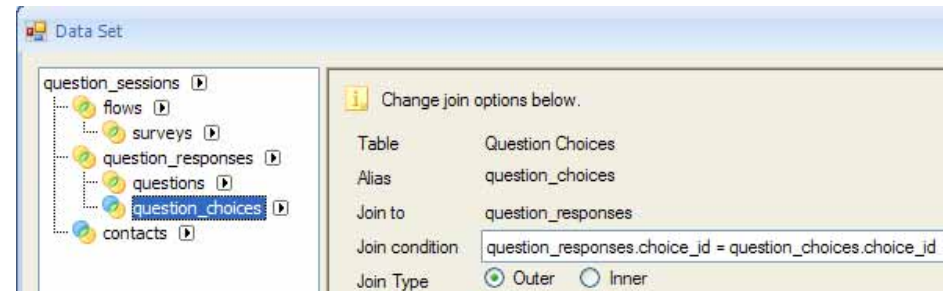 Data Set
question_sessions
flows
surveys
question_responses
questions
question_choices
contacts
Change join options below.
Table Question Choices
Alias question_choices
Join to question_responses
Join condition question_responses.choice_id = question_choices.choice_id
Join Type Outer Inner